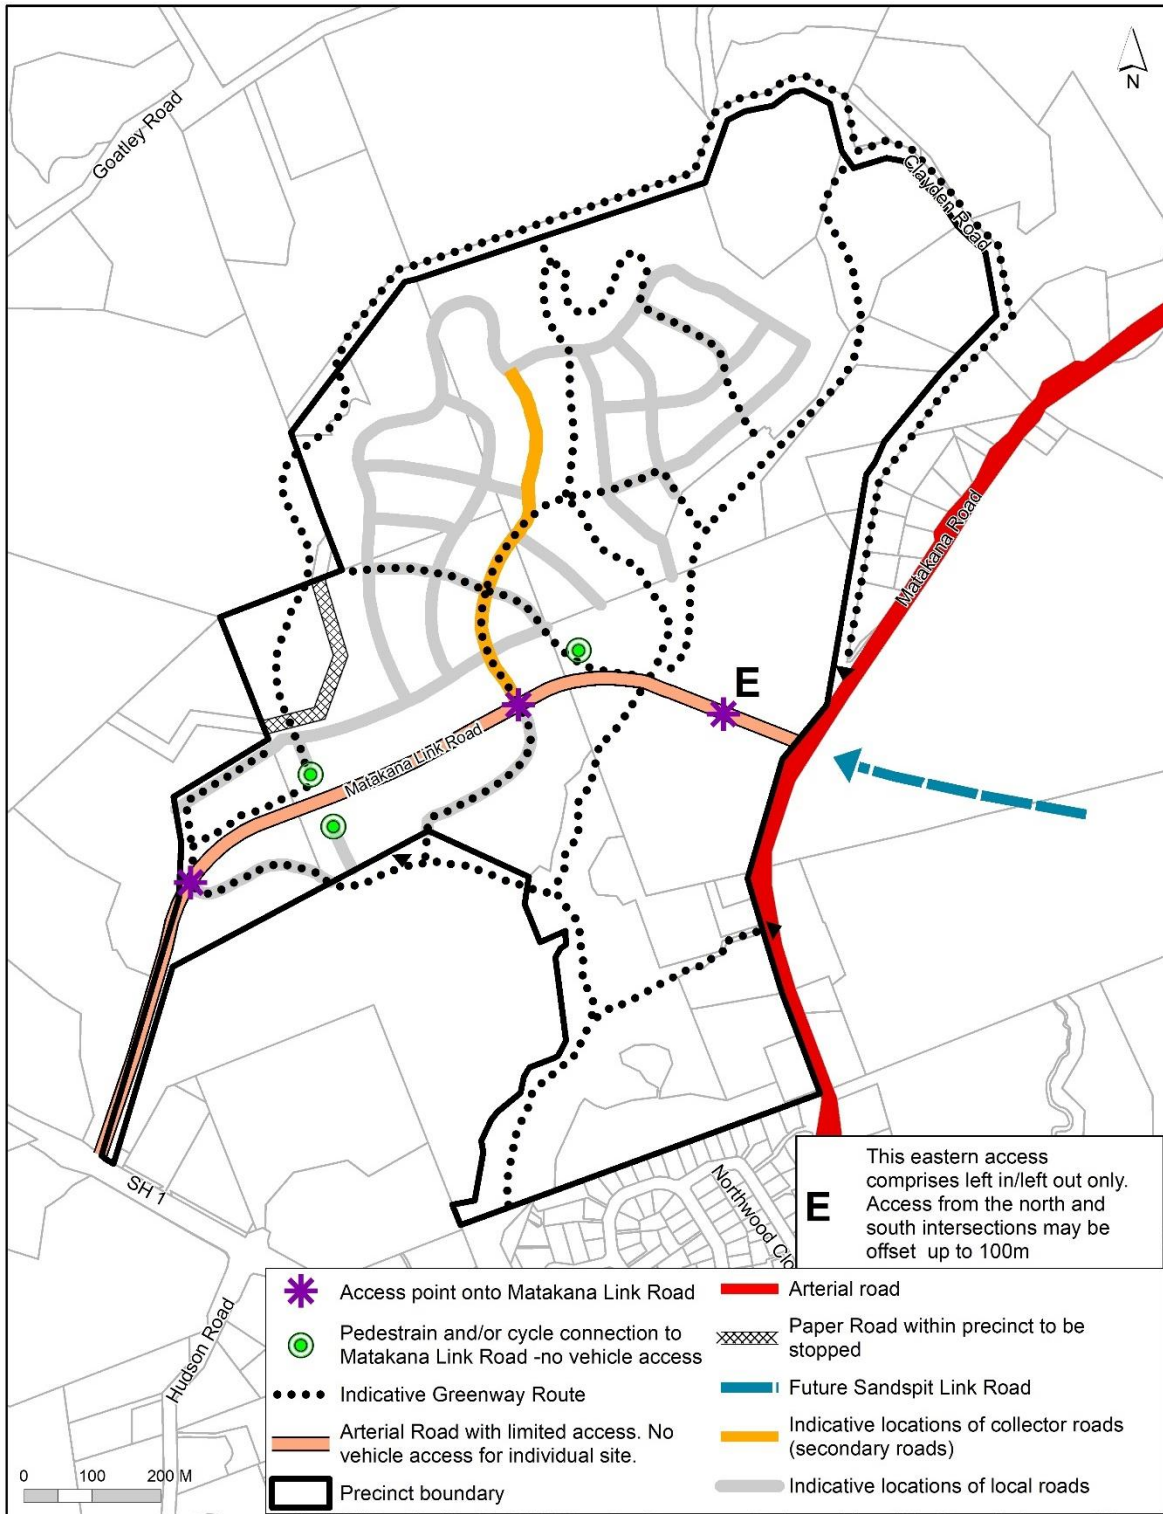 N
Goatley Road
Clayden Road
Matakana Road
E
Matakana Link Road
SH 1
Hudson Road
Northwood Clo
E
This eastern access
comprises left in/left out only.
Access from the north and
south intersections may be
offset up to 100m
Access point onto Matakana Link Road
Pedestrain and/or cycle connection to
Matakana Link Road -no vehicle access
Indicative Greenway Route
Arterial Road with limited access. No
vehicle access for individual site.
Precinct boundary
Arterial road
Paper Road within precinct to be
stopped
Future Sandspit Link Road
Indicative locations of collector roads
(secondary roads)
Indicative locations of local roads
0 100 200 M